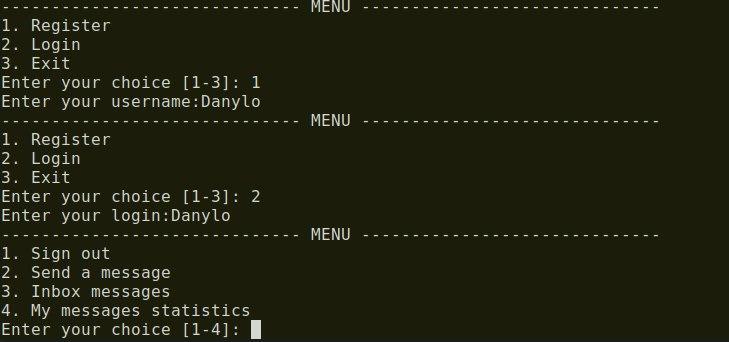 ------------------------------ MENU ------------------------------
1. Register
2. Login
3. Exit
Enter your choice [1-3]: 1
Enter your username:Danylo
------------------------------ MENU ------------------------------
1. Register
2. Login
3. Exit
Enter your choice [1-3]: 2
Enter your login:Danylo
------------------------------ MENU ------------------------------
1. Sign out
2. Send a message
3. Inbox messages
4. My messages statistics
Enter your choice [1-4]: